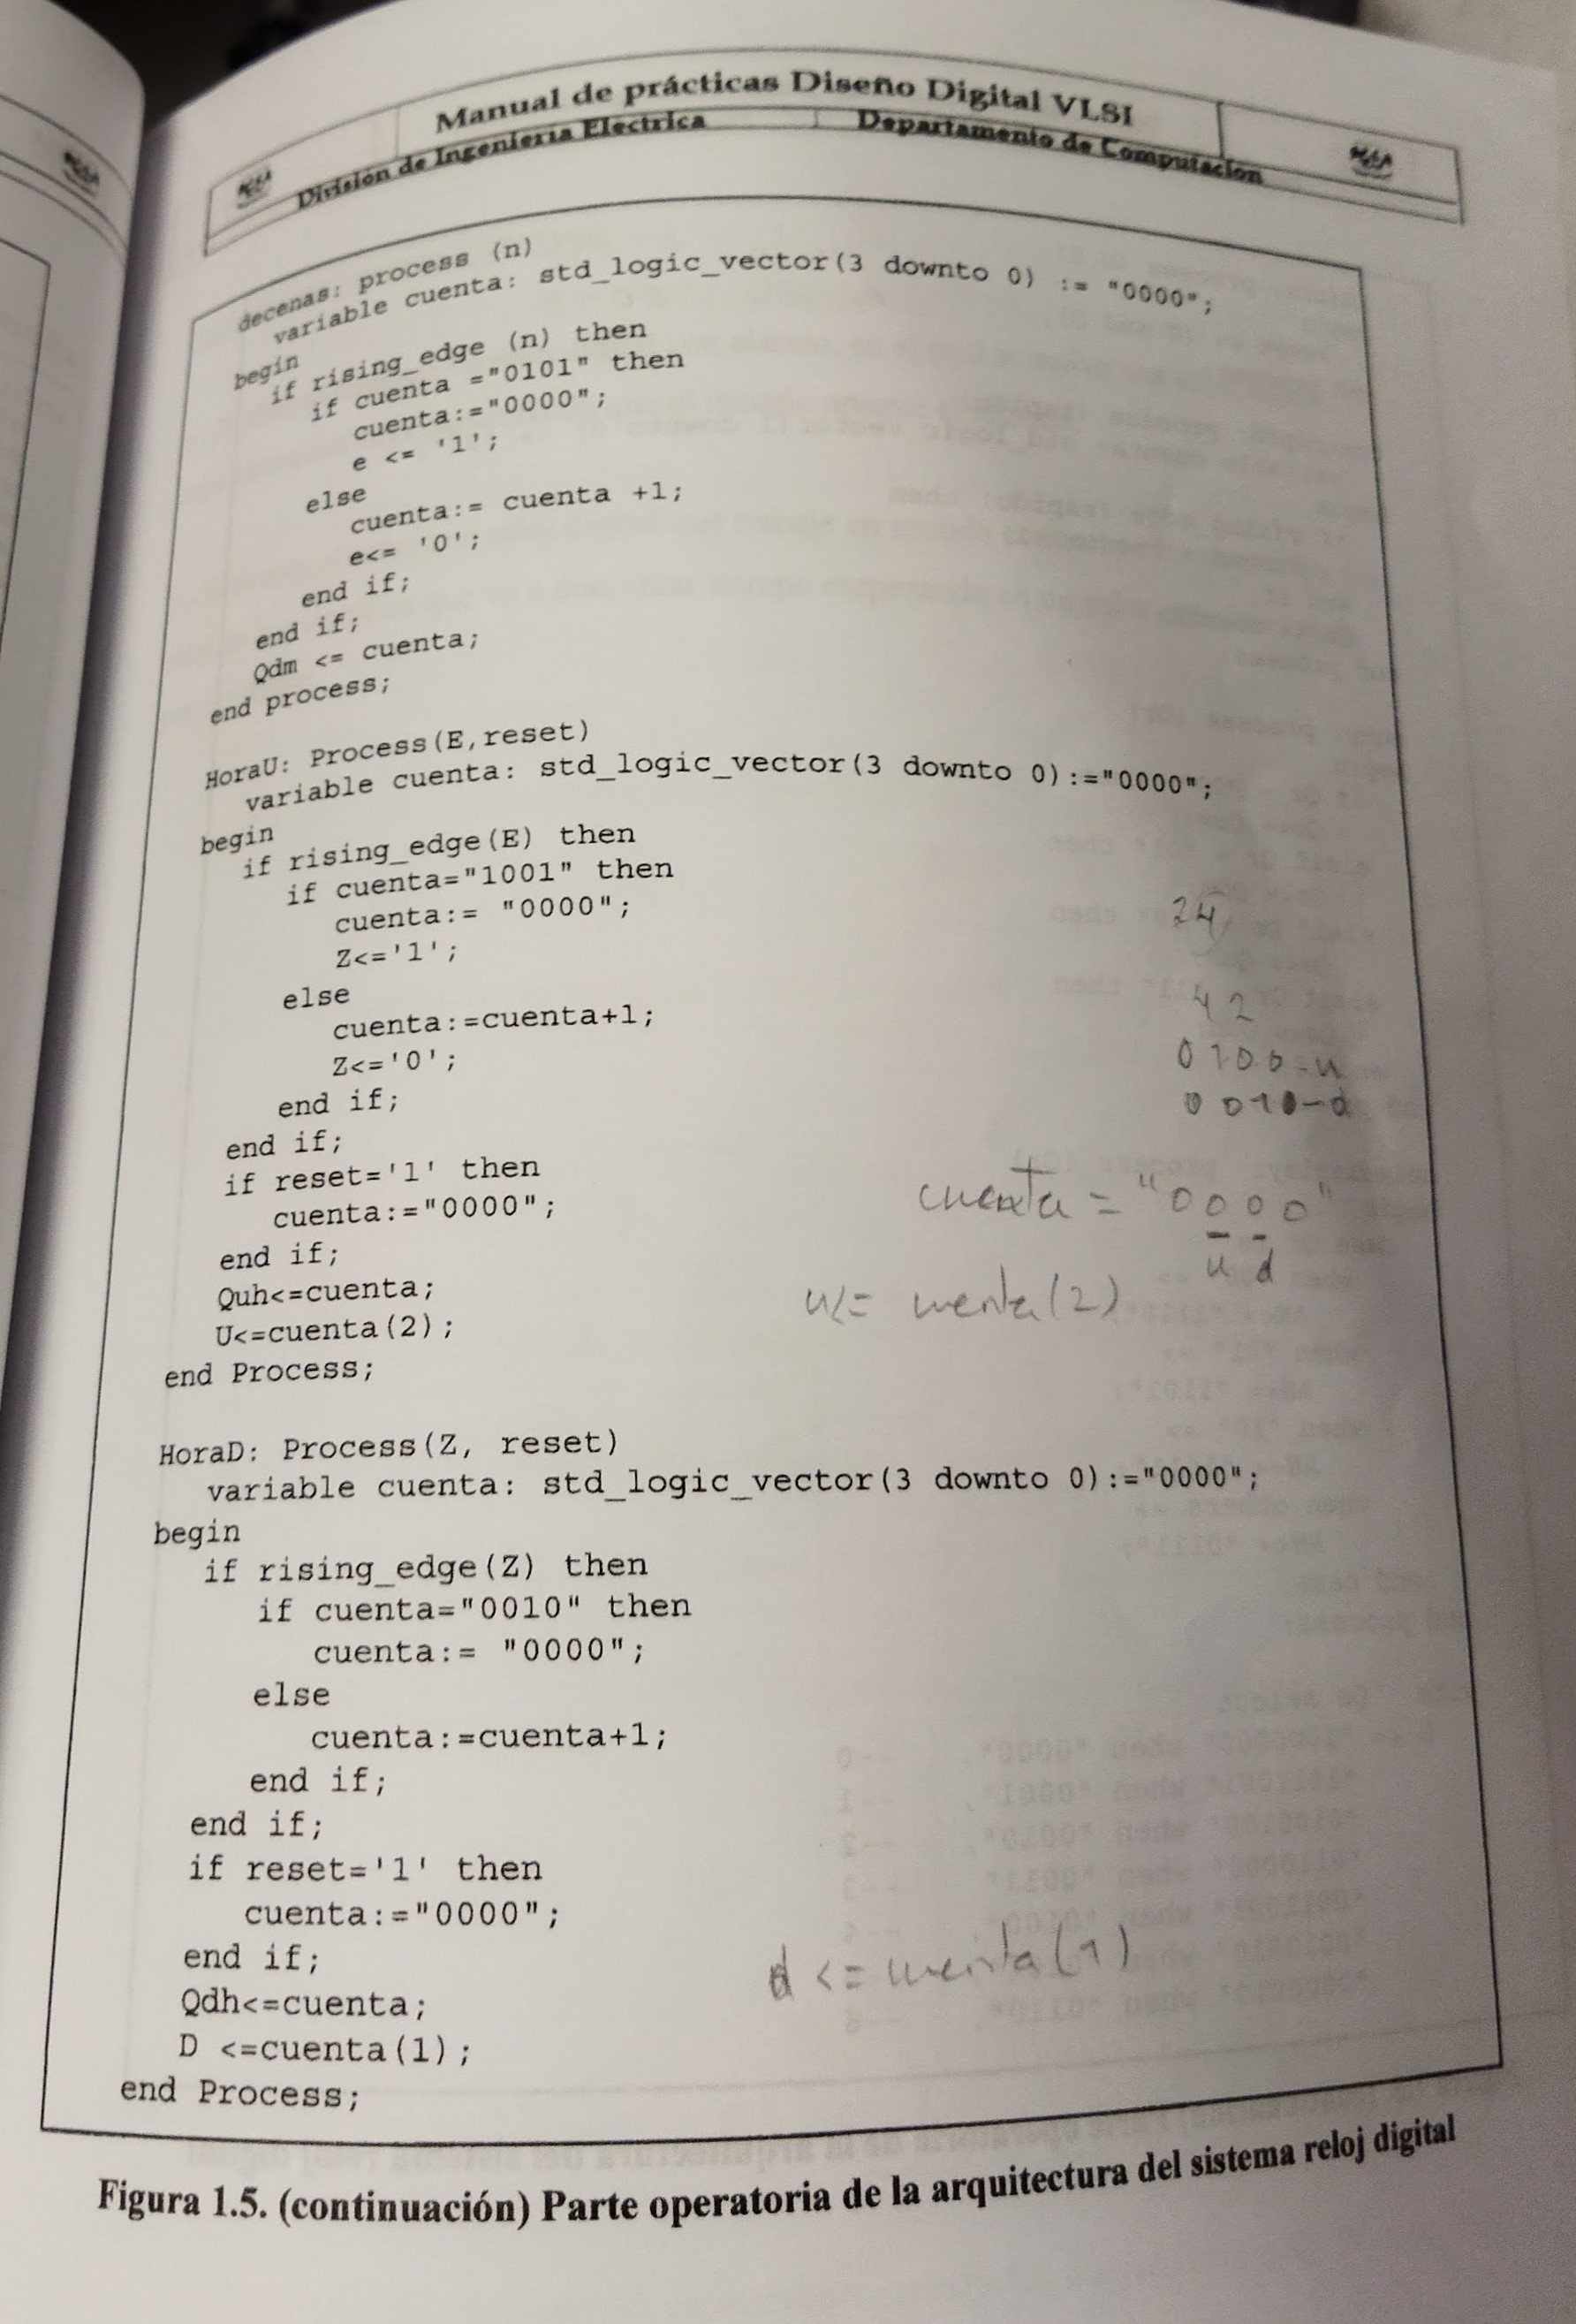 Manual de prácticas Diseño Digital VLSI
División de Ingeniería Eléctrica Departamento de Computación
decenas: process (n)
variable cuenta: std_logic_vector(3 downto 0) := "0000";
begin
if rising_edge (n) then
if cuenta ="0101" then
cuenta:="0000";
e <= '1';
else
cuenta:= cuenta +1;
e<= '0';
end if;
end if;
Qdm <= cuenta;
end process;
HoraU: Process(E,reset)
variable cuenta: std_logic_vector(3 downto 0):="0000";
begin
if rising_edge(E) then
if cuenta="1001" then
cuenta:= "0000";
Z<='1';
24
else
42
cuenta:=cuenta+1;
0100-u
Z<='0';
0010-d
end if;
end if;
if reset='1' then
cuenta:="0000";
cuenta = "0000"
end if;
u d
Quh<=cuenta;
u<= cuenta(2)
U<=cuenta(2);
end Process;
HoraD: Process(Z, reset)
variable cuenta: std_logic_vector(3 downto 0):="0000";
begin
if rising_edge(Z) then
if cuenta="0010" then
cuenta:= "0000";
else
cuenta:=cuenta+1;
end if;
end if;
if reset='1' then
cuenta:="0000";
end if;
d <= cuenta(1)
Qdh<=cuenta;
D <=cuenta(1);
end Process;
Figura 1.5. (continuación) Parte operatoria de la arquitectura del sistema reloj digital